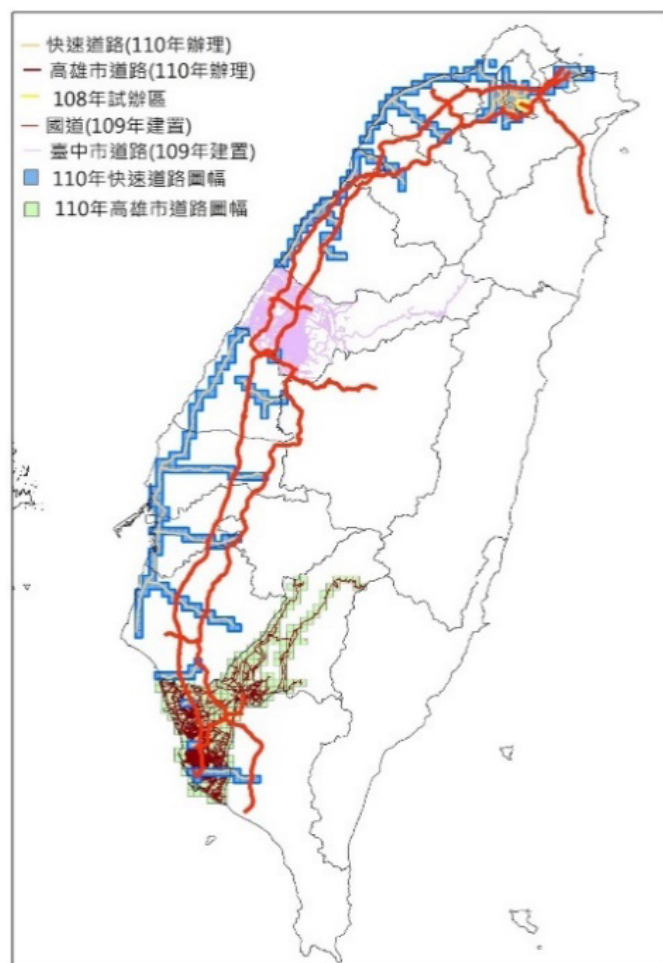 快速道路(110年辦理)
高雄市道路(110年辦理)
108年試辦區
國道(109年建置)
臺中市道路(109年建置)
110年快速道路圖幅
110年高雄市道路圖幅